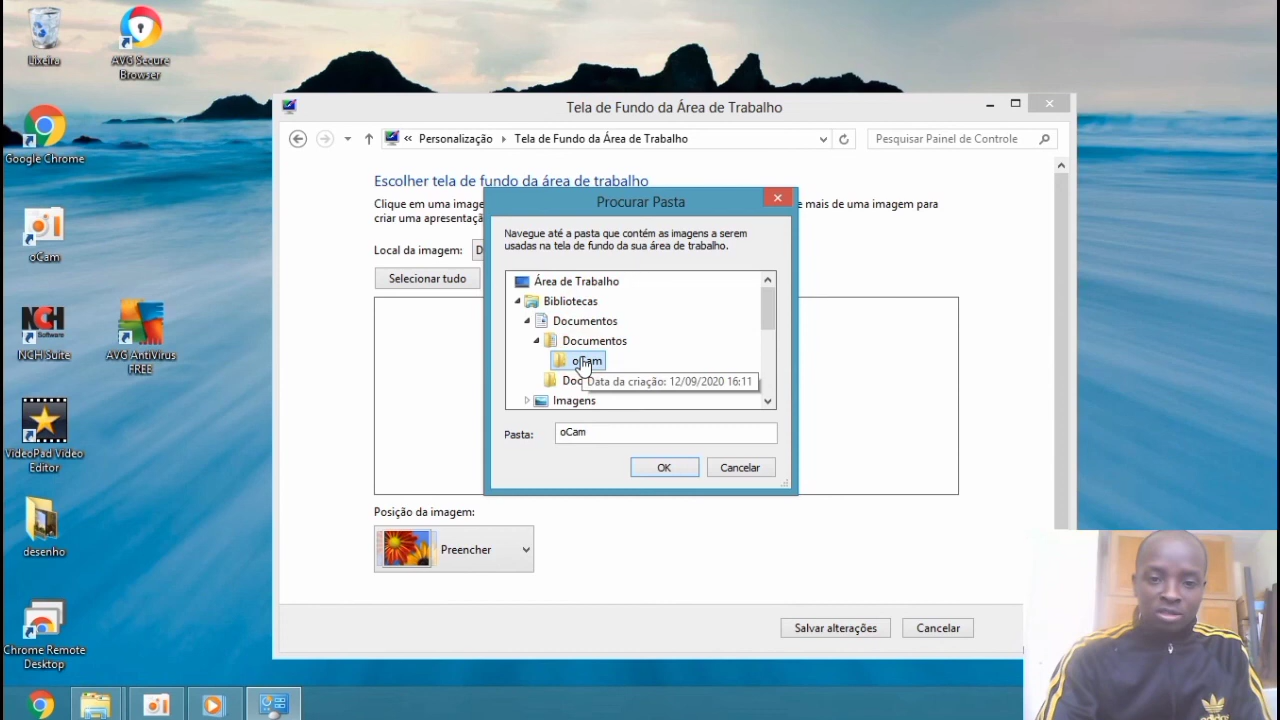 Lixeira
AVG Secure
Browser
Google Chrome
oCam
NCH
Software
NCH Suite
AVG AntiVirus
FREE
VideoPad Video
Editor
desenho
Chrome Remote
Desktop
Tela de Fundo da Área de Trabalho
« Personalização
Tela de Fundo da Área de Trabalho
Pesquisar Painel de Controle
Escolher tela de fundo da área de trabalho
Clique em uma image
e mais de uma imagem para
criar uma apresentaç
Local da imagem:
D
Selecionar tudo
Procurar Pasta
Navegue até a pasta que contém as imagens a serem
usadas na tela de fundo da sua área de trabalho.
Área de Trabalho
Bibliotecas
Documentos
Documentos
oCam
Doc
Data da criação: 12/09/2020 16:11
Imagens
Pasta:
oCam
OK
Cancelar
Posição da imagem:
Preencher
Salvar alterações
Cancelar
adidas